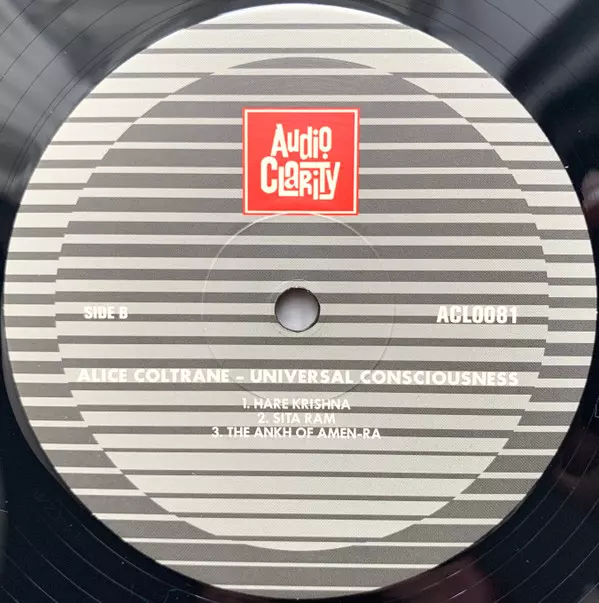 Audio
Clarity
SIDE B
ACL0081
ALICE COLTRANE – UNIVERSAL CONSCIOUSNESS
1. HARE KRISHNA
2. SITA RAM
3. THE ANKH OF AMEN-RA